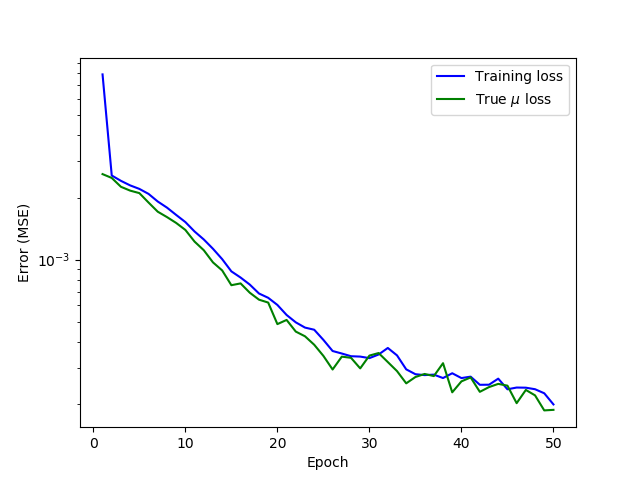 Training loss
True μ loss
Error (MSE)
10⁻³
0 10 20 30 40 50
Epoch